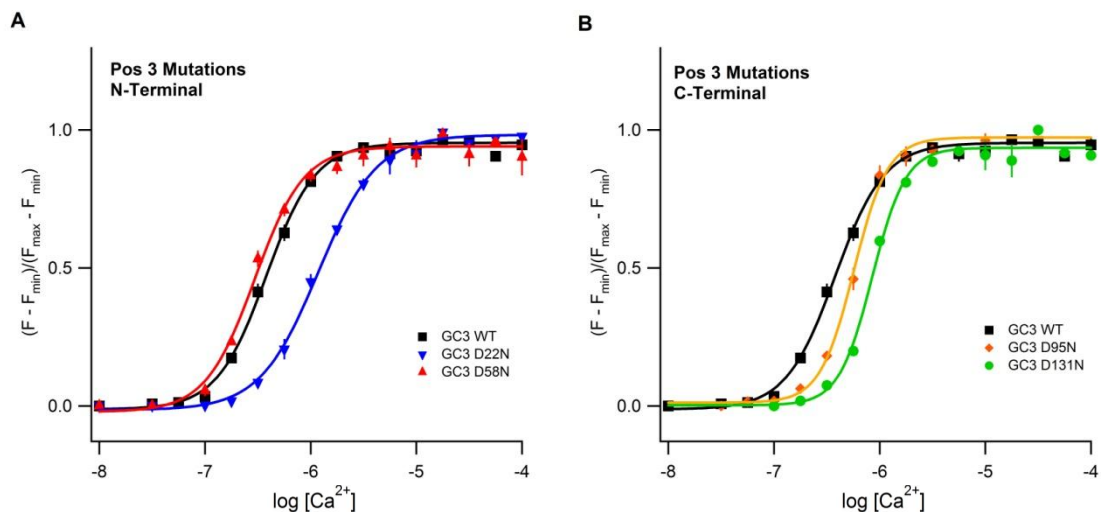 A
Pos 3 Mutations
N-Terminal
(F - Fmin)/(Fmax - Fmin)
1.0
0.5
0.0
GC3 WT
GC3 D22N
GC3 D58N
-8
-7
-6
-5
-4
log [Ca2+]
B
Pos 3 Mutations
C-Terminal
(F - Fmin)/(Fmax - Fmin)
1.0
0.5
0.0
GC3 WT
GC3 D95N
GC3 D131N
-8
-7
-6
-5
-4
log [Ca2+]